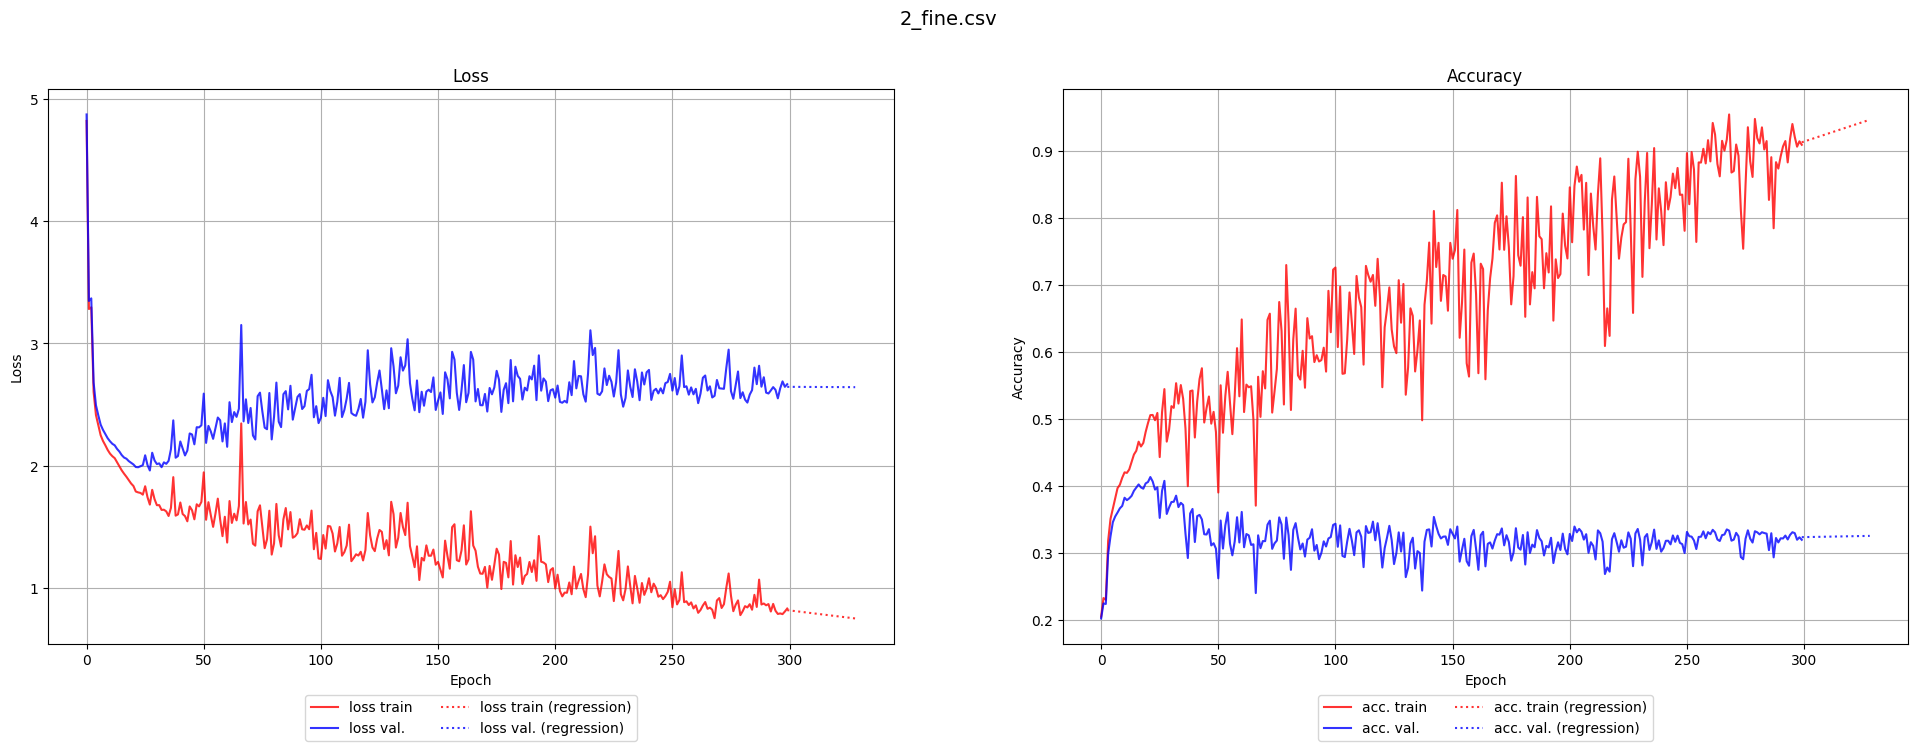 2_fine.csv
Loss
5
4
3
2
1
Loss
0 50 100 150 200 250 300
Epoch
loss train
loss val.
loss train (regression)
loss val. (regression)
Accuracy
0.9
0.8
0.7
0.6
0.5
0.4
0.3
0.2
Accuracy
0 50 100 150 200 250 300
Epoch
acc. train
acc. val.
acc. train (regression)
acc. val. (regression)